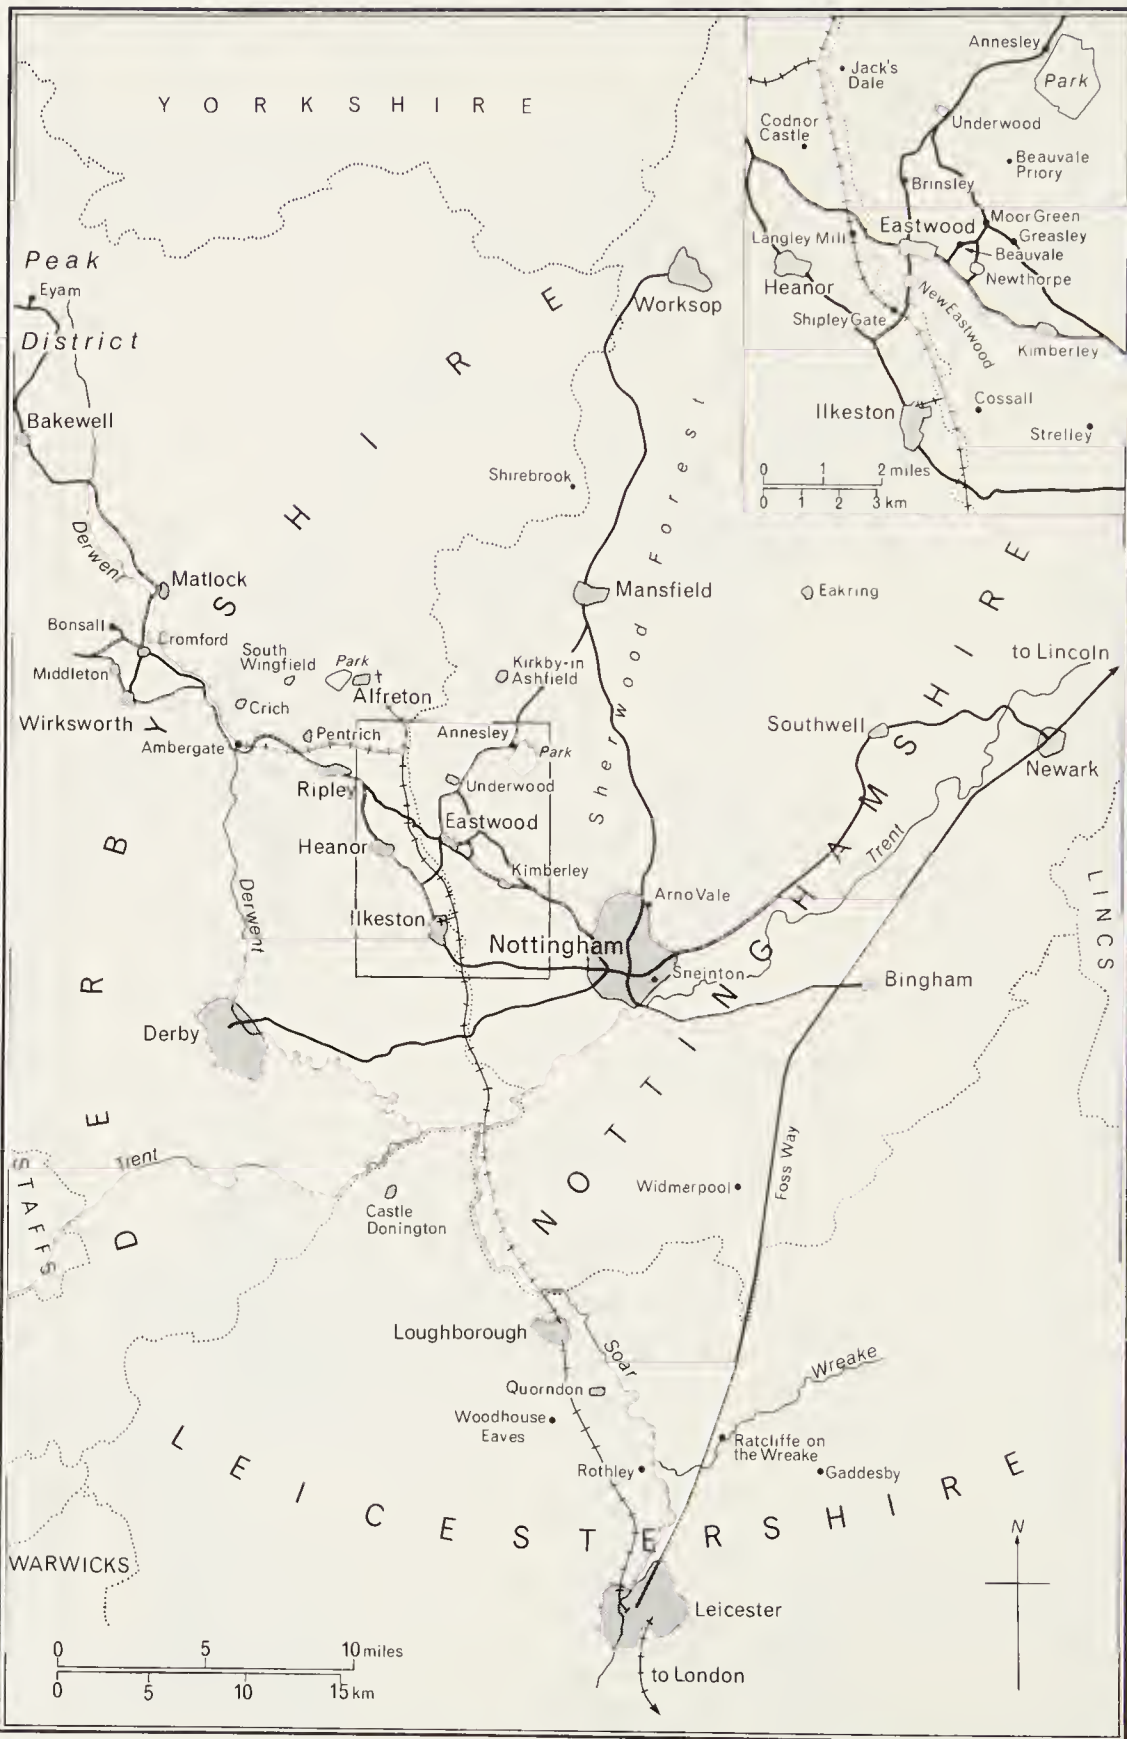 YORKSHIRE
Peak
Eyam
District
Bakewell
Derwent
Matlock
Bonsall
Cromford
Middleton
Wirksworth
South
Wingfield
Park
Alfreton
Crich
Pentrich
Ambergate
Ripley
Heanor
Ilkeston
Derwent
Derby
DERBYSHIRE
Worksop
Shirebrook
Sherwood Forest
Mansfield
Eakring
Kirkby-in
Ashfield
Annesley
Park
Underwood
Eastwood
Kimberley
Nottingham
Arno Vale
Sneinton
Southwell
to Lincoln
Newark
Trent
Bingham
NOTTINGHAMSHIRE
LINCS
Foss Way
Widmerpool
STAFFS
Trent
Castle
Donington
Loughborough
Soar
Quorndon
Woodhouse
Eaves
Rothley
Wreake
Ratcliffe on
the Wreake
Gaddesby
LEICESTERSHIRE
WARWICKS
Leicester
to London
N
0 5 10 miles
0 5 10 15 km
Annesley
Park
Jack's
Dale
Codnor
Castle
Underwood
Beauvale
Priory
Brinsley
Moor Green
Eastwood
Greasley
Langley Mill
Beauvale
Newthorpe
Heanor
Shipley Gate
New Eastwood
Kimberley
Ilkeston
Cossall
Strelley
0 1 2 miles
0 1 2 3 km